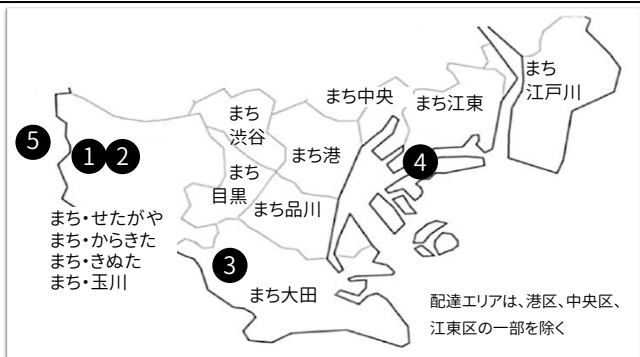 まち
江戸川
まち中央
まち江東
まち
渋谷
まち港
5
1
2
4
まち
目黒
まち品川
まち・せたがや
まち・からきた
まち・きぬた
まち・玉川
3
まち大田
配達エリアは、港区、中央区、
江東区の一部を除く